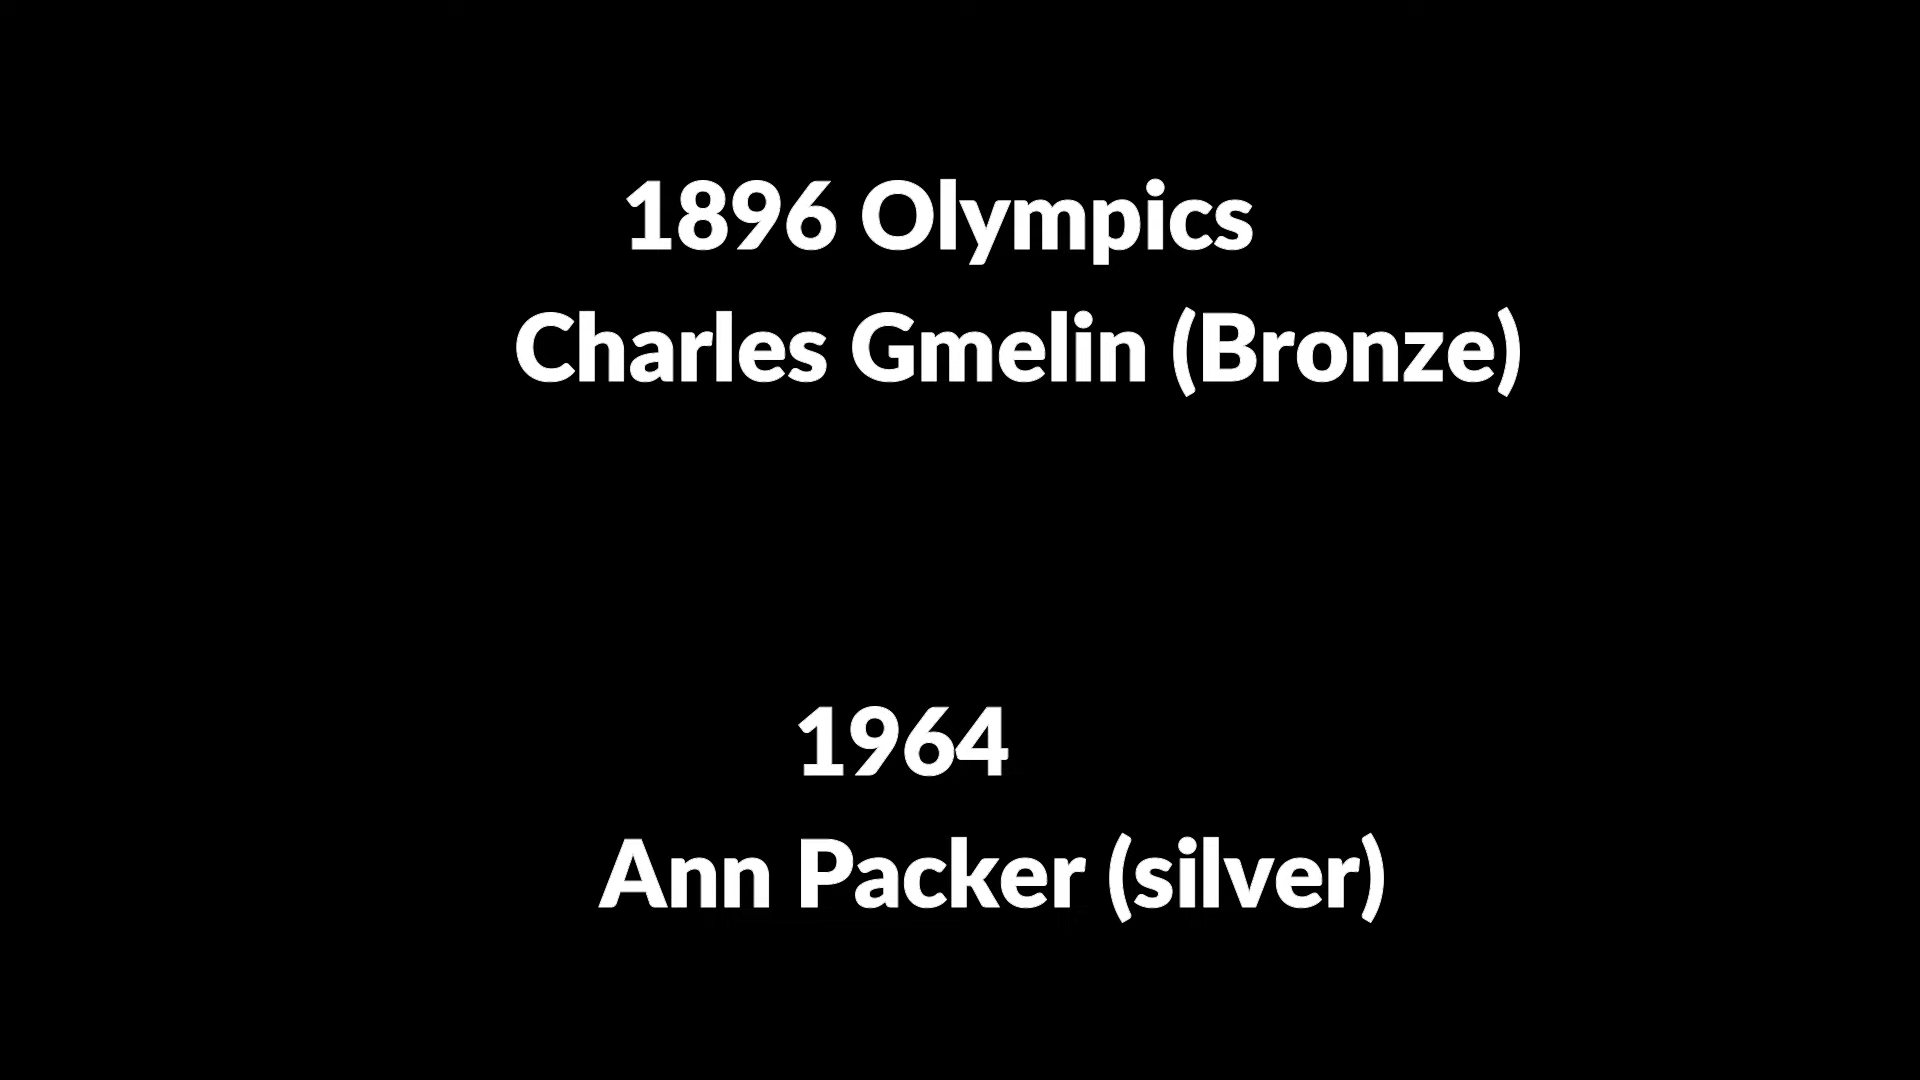 1896 Olympics
Charles Gmelin (Bronze)
1964
Ann Packer (silver)